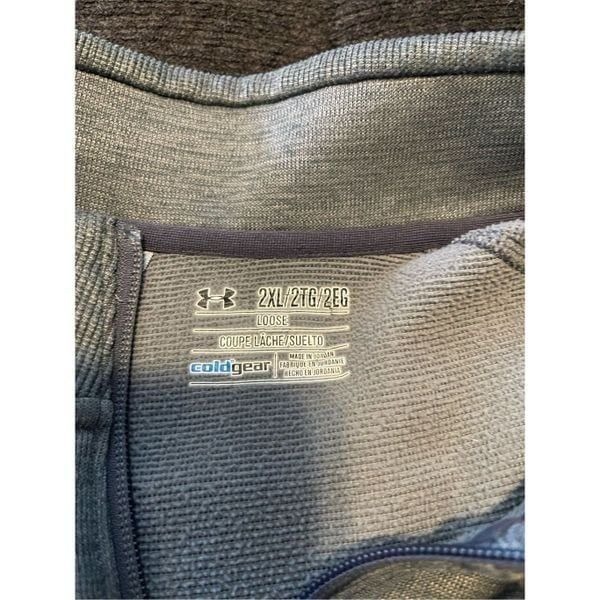 2XL/2TG/2EG
LOOSE
COUPE LÂCHE/SUELTO
coldgear
MADE IN JORDAN
FABRIQUÉ EN JORDANIE
HECHO EN JORDANIA